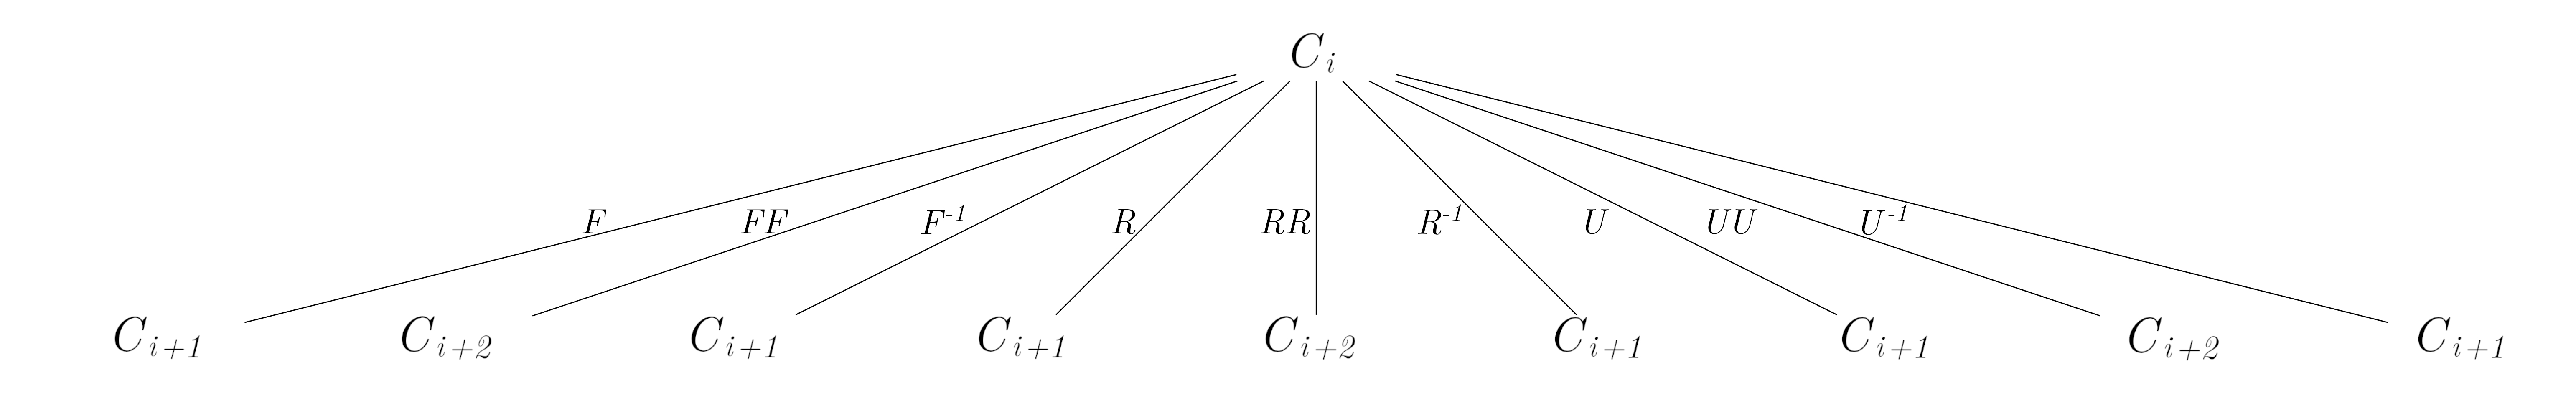 C_i
F FF F^{-1} R RR R^{-1} U UU U^{-1}
C_{i+1} C_{i+2} C_{i+1} C_{i+1} C_{i+2} C_{i+1} C_{i+1} C_{i+2} C_{i+1}